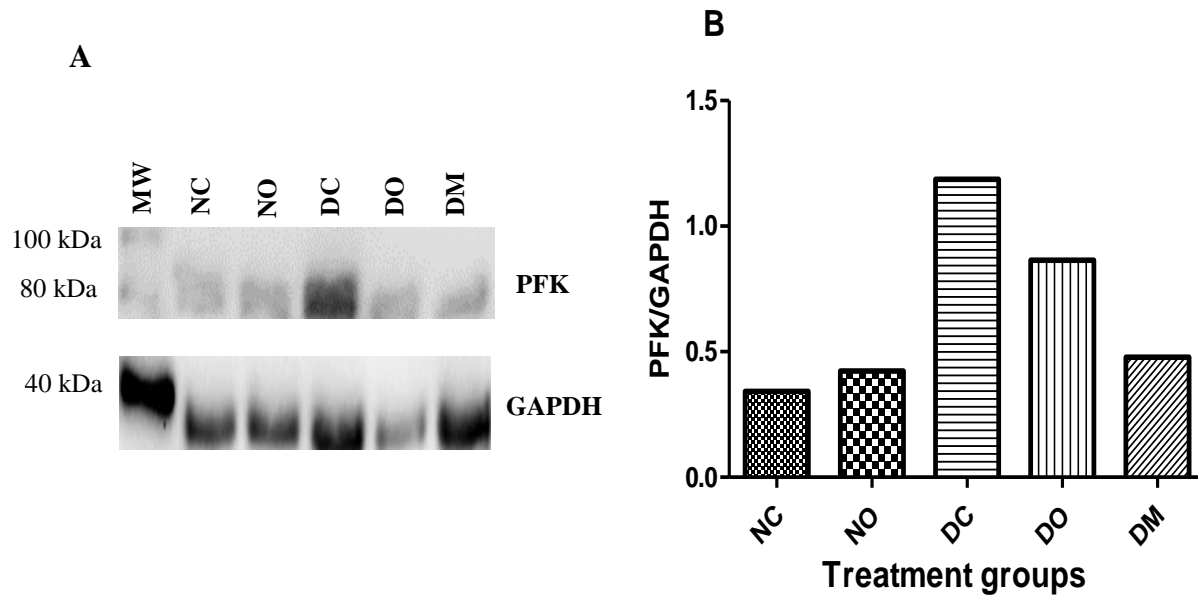 A
MW NC NO DC DO DM
100 kDa
80 kDa
PFK
40 kDa
GAPDH
B
PFK/GAPDH
1.5
1.0
0.5
0.0
NC NO DC DO DM
Treatment groups